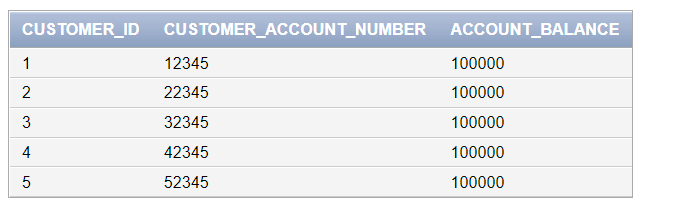 CUSTOMER_ID CUSTOMER_ACCOUNT_NUMBER ACCOUNT_BALANCE
1 12345 100000
2 22345 100000
3 32345 100000
4 42345 100000
5 52345 100000